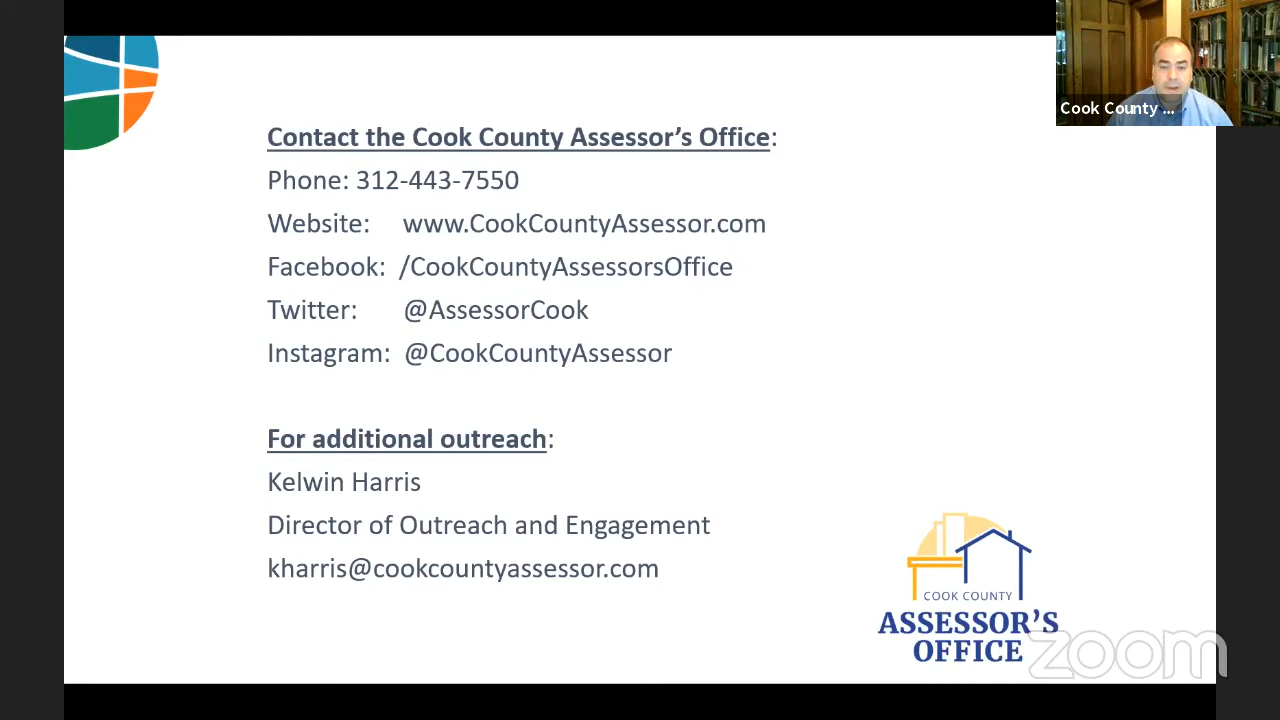 Cook County ...
Contact the Cook County Assessor’s Office:
Phone: 312-443-7550
Website: www.CookCountyAssessor.com
Facebook: /CookCountyAssessorsOffice
Twitter: @AssessorCook
Instagram: @CookCountyAssessor
For additional outreach:
Kelwin Harris
Director of Outreach and Engagement
kharris@cookcountyassessor.com
COOK COUNTY
ASSESSOR’S
OFFICE
zoom